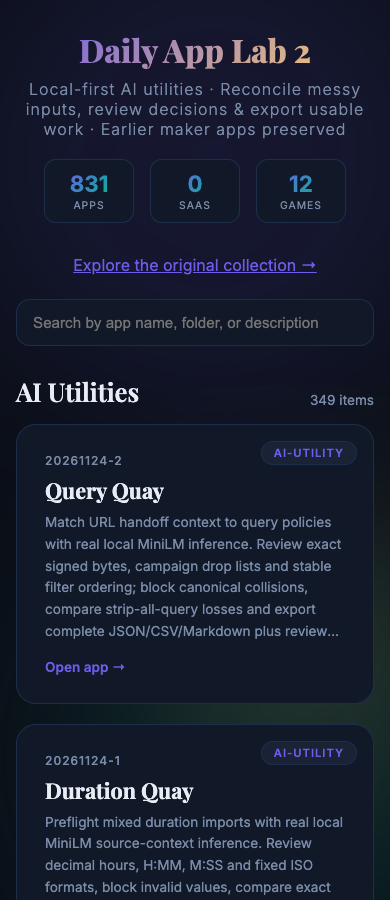 Daily App Lab 2
Local-first AI utilities · Reconcile messy
inputs, review decisions & export usable
work · Earlier maker apps preserved
831
APPS
0
SAAS
12
GAMES
Explore the original collection →
Search by app name, folder, or description
AI Utilities
349 items
20261124-2
AI-UTILITY
Query Quay
Match URL handoff context to query policies
with real local MiniLM inference. Review exact
signed bytes, campaign drop lists and stable
filter ordering; block canonical collisions,
compare strip-all-query losses and export
complete JSON/CSV/Markdown plus review...
Open app →
20261124-1
AI-UTILITY
Duration Quay
Preflight mixed duration imports with real local
MiniLM source-context inference. Review
decimal hours, H:MM, M:SS and fixed ISO
formats, block invalid values, compare exact